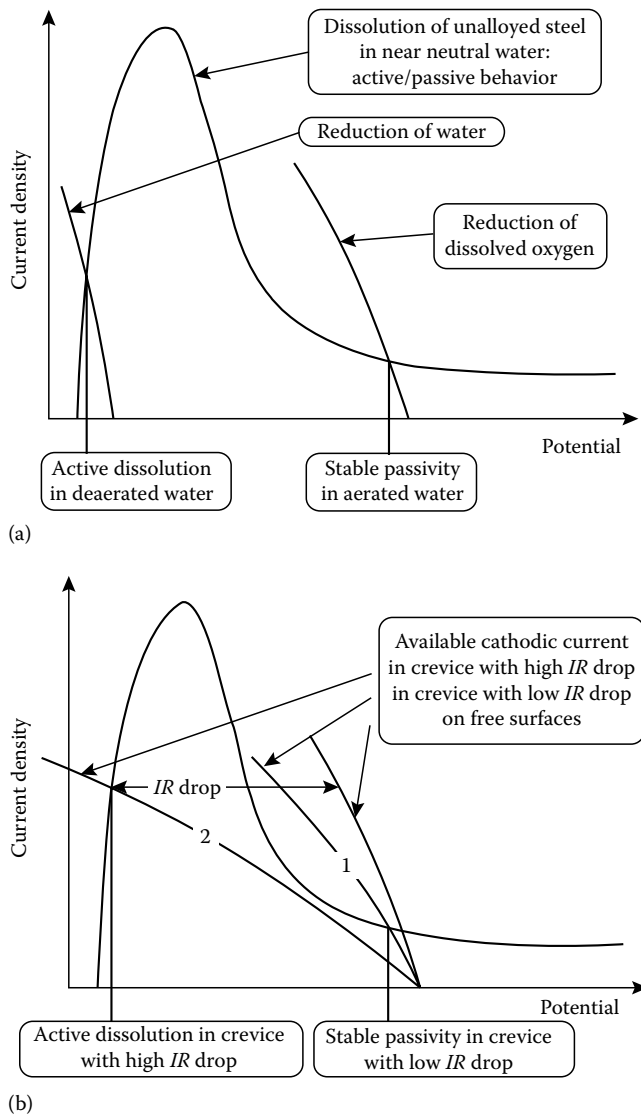 Dissolution of unalloyed steel
in near neutral water:
active/passive behavior
Reduction of water
Reduction of
dissolved oxygen
Current density
Potential
Active dissolution
in deaerated water
Stable passivity
in aerated water
(a)
Available cathodic current
in crevice with high IR drop
in crevice with low IR drop
on free surfaces
IR drop
2
1
Current density
Potential
Active dissolution in crevice
with high IR drop
Stable passivity in crevice
with low IR drop
(b)